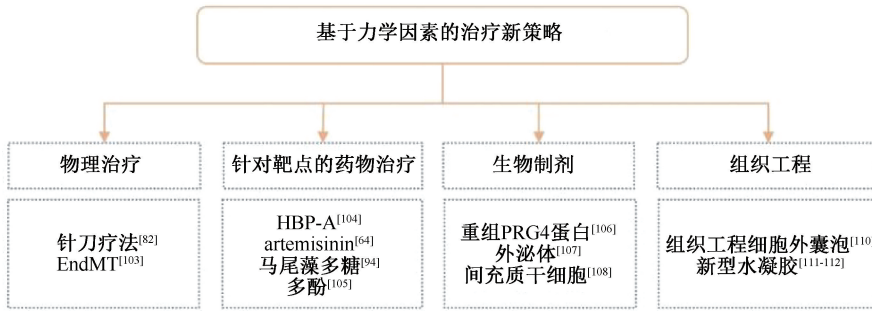 基于力学因素的治疗新策略
物理治疗
针对靶点的药物治疗
生物制剂
组织工程
针刀疗法[82]
EndMT[103]
HBP-A[104]
artemisinin[64]
马尾藻多糖[94]
多酚[105]
重组PRG4蛋白[106]
外泌体[107]
间充质干细胞[108]
组织工程细胞外囊泡[110]
新型水凝胶[111-112]